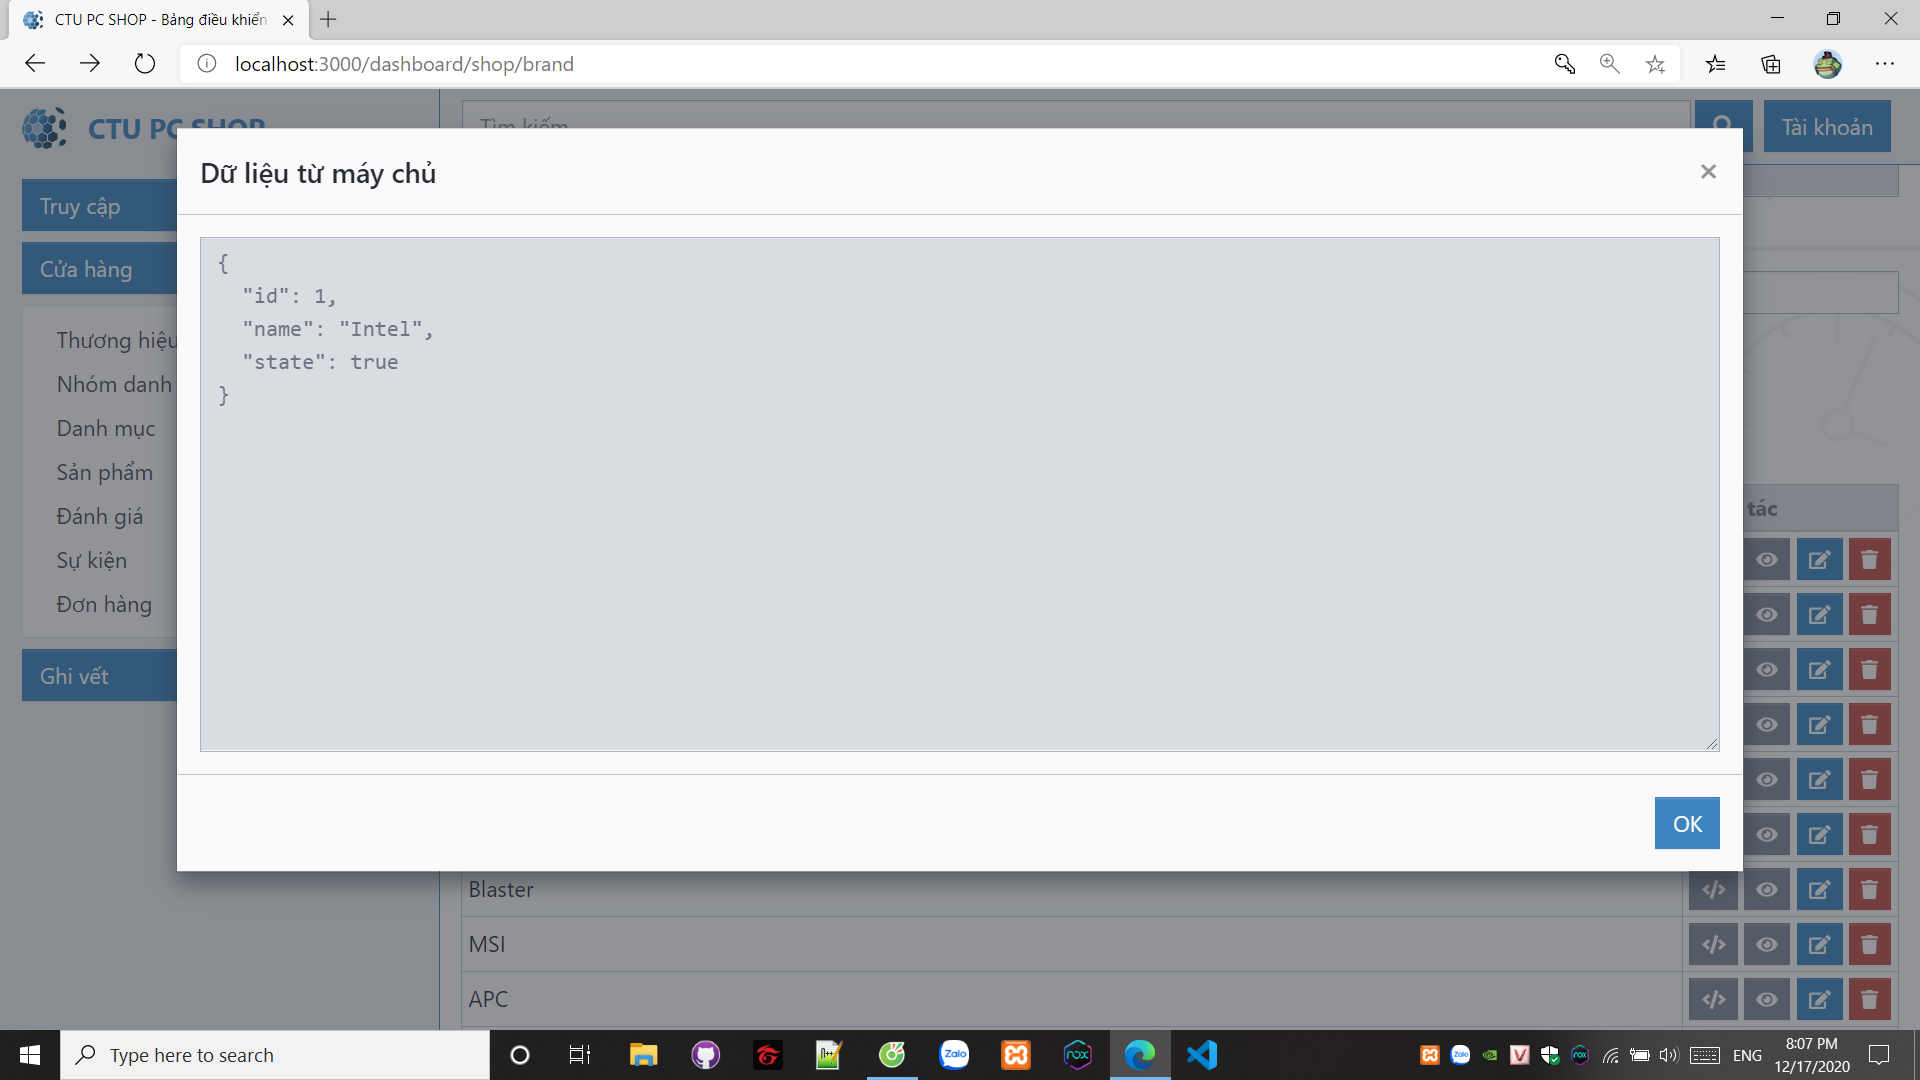 CTU PC SHOP - Bảng điều khiển
localhost:3000/dashboard/shop/brand
CTU PC SHOP
Tìm kiếm
Tài khoản
Truy cập
Cửa hàng
Thương hiệu
Nhóm danh
Danh mục
Sản phẩm
Đánh giá
Sự kiện
Đơn hàng
Ghi vết
Dữ liệu từ máy chủ
{
"id": 1,
"name": "Intel",
"state": true
}
OK
tác
Blaster
MSI
APC
Type here to search
Zalo
nox
ENG
8:07 PM
12/17/2020